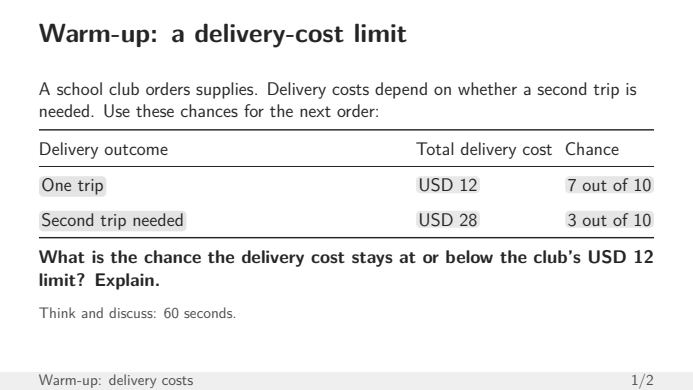 Warm-up: a delivery-cost limit
A school club orders supplies. Delivery costs depend on whether a second trip is
needed. Use these chances for the next order:
Delivery outcome Total delivery cost Chance
One trip USD 12 7 out of 10
Second trip needed USD 28 3 out of 10
What is the chance the delivery cost stays at or below the club's USD 12
limit? Explain.
Think and discuss: 60 seconds.
Warm-up: delivery costs 1/2